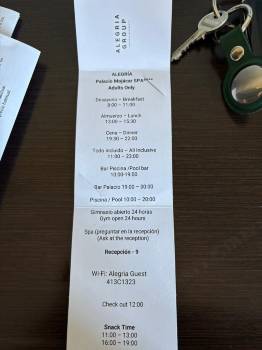 ALEGRIA
GROUP
ALEGRÍA
Palacio Mojácar SPA****
Adults Only
Desayuno – Breakfast
8:00 – 11:00
Almuerzo – Lunch
13:00 – 15:30
Cena – Dinner
19:30 – 22:00
Todo incluido – All Inclusive
11:00 – 23:00
Bar Piscina /Pool bar
10:00-19:00
Bar Palacio 19:00 – 00:00
Piscina / Pool 10:00 – 20:00
Gimnasio abierto 24 horas
Gym open 24 hours
Spa (preguntar en la recepción)
(Ask at the reception)
Recepción - 9
Wi-Fi: Alegria Guest
413C1323
Check out 12:00
Snack Time
11:00 – 13:00
16:00 – 19:00